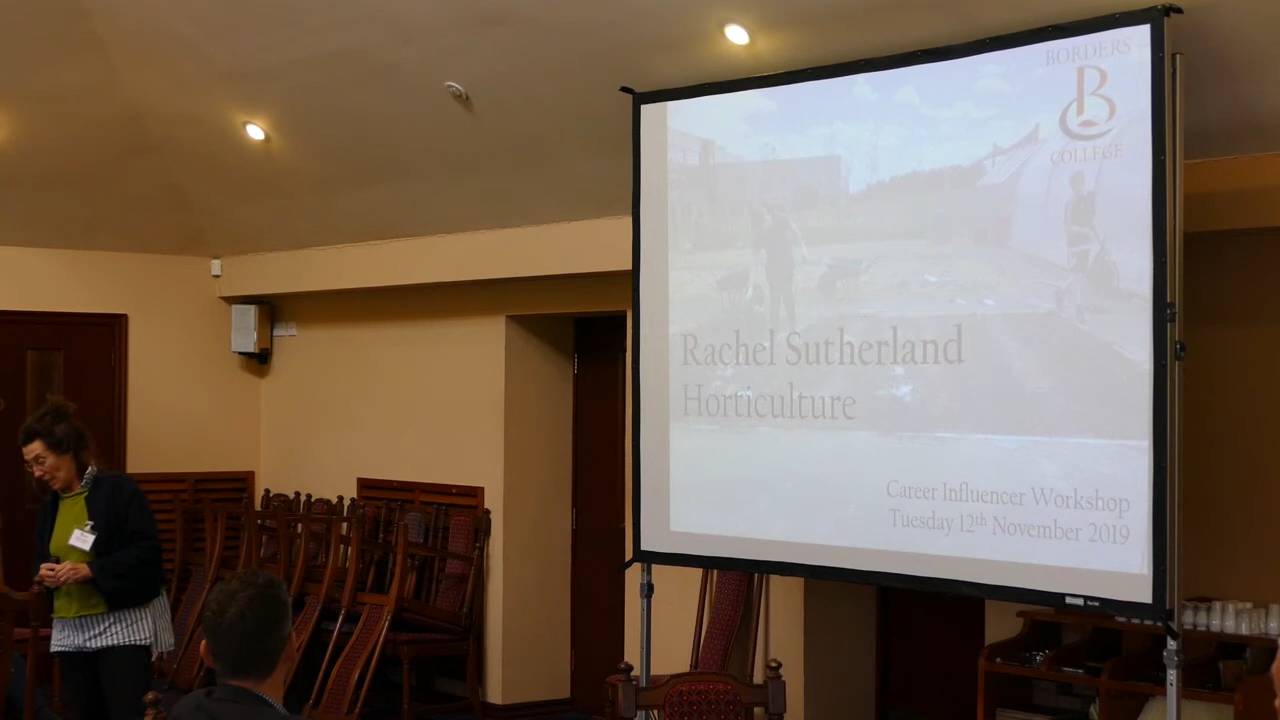 BORDERS
B
COLLEGE
Rachel Sutherland
Horticulture
Career Influencer Workshop
Tuesday 12th November 2019